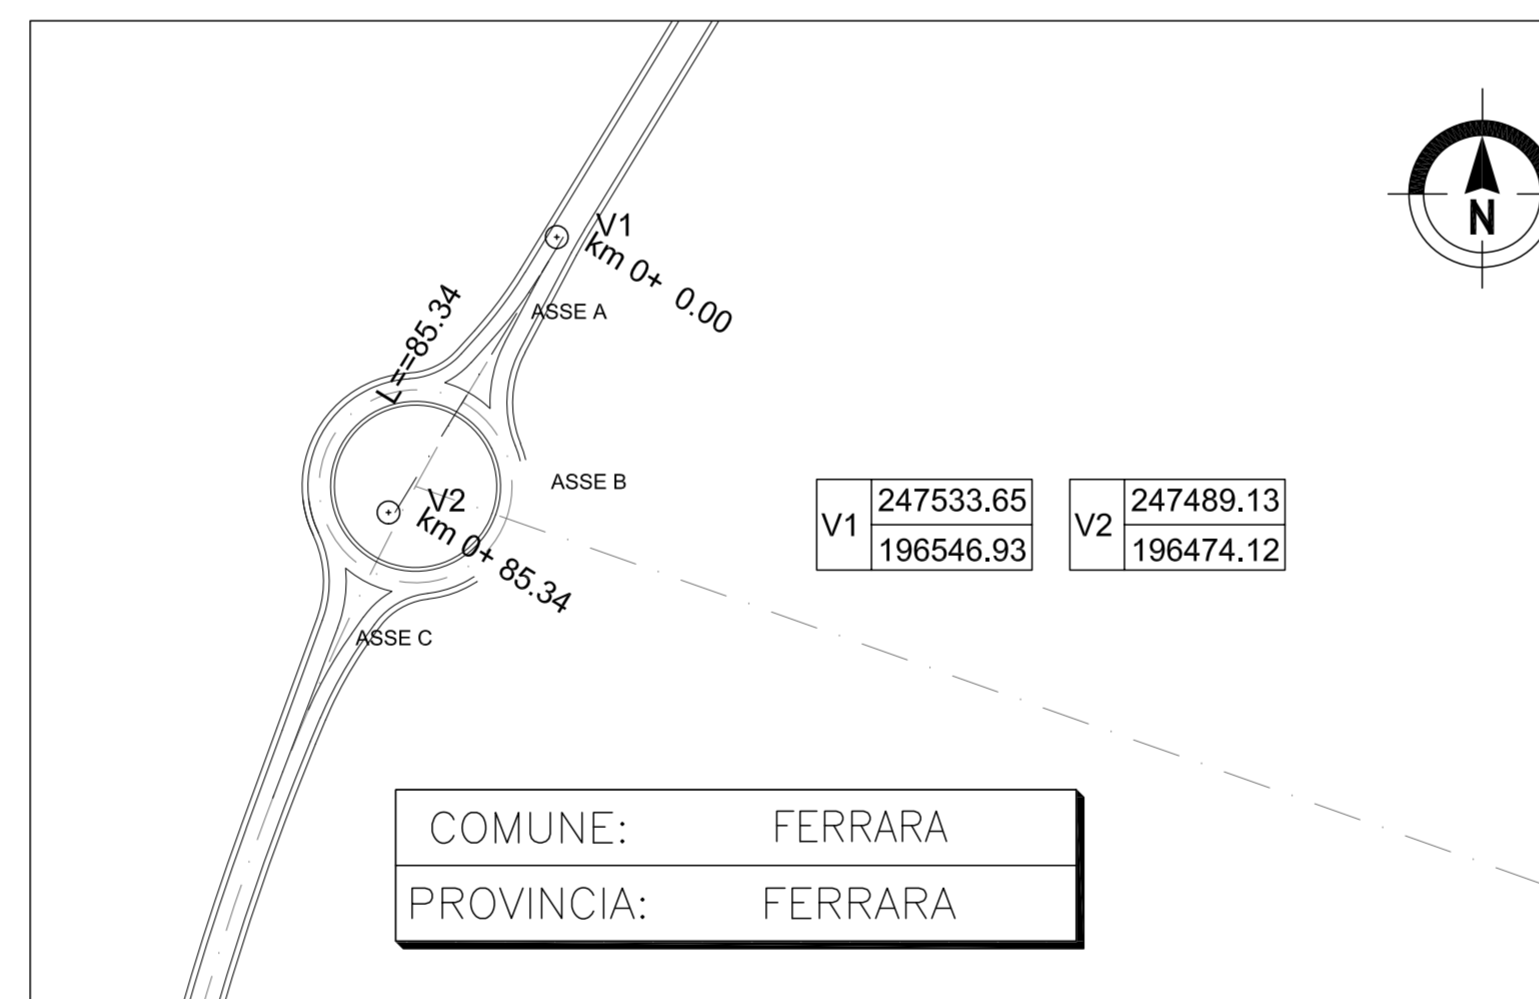 V1
km 0+ 0.00
N
L==85.34
ASSE A
V2
km 0+ 85.34
ASSE B
ASSE C
V1 247533.65
196546.93
V2 247489.13
196474.12
COMUNE: FERRARA
PROVINCIA: FERRARA